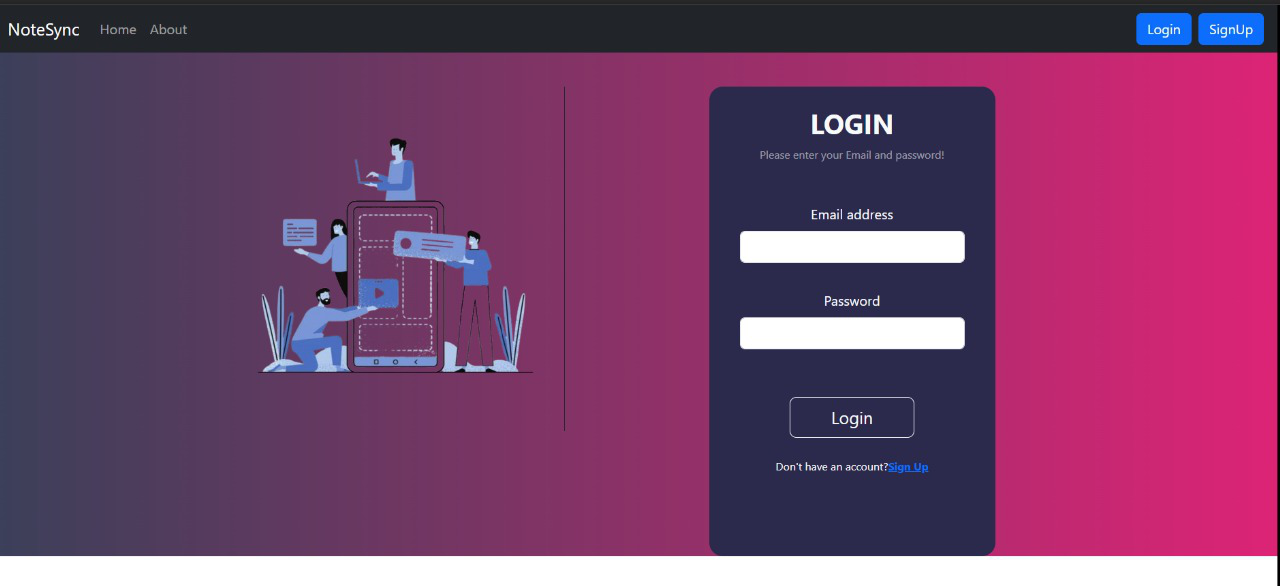 NoteSync Home About Login SignUp
LOGIN
Please enter your Email and password!
Email address
Password
Login
Don't have an account?Sign Up